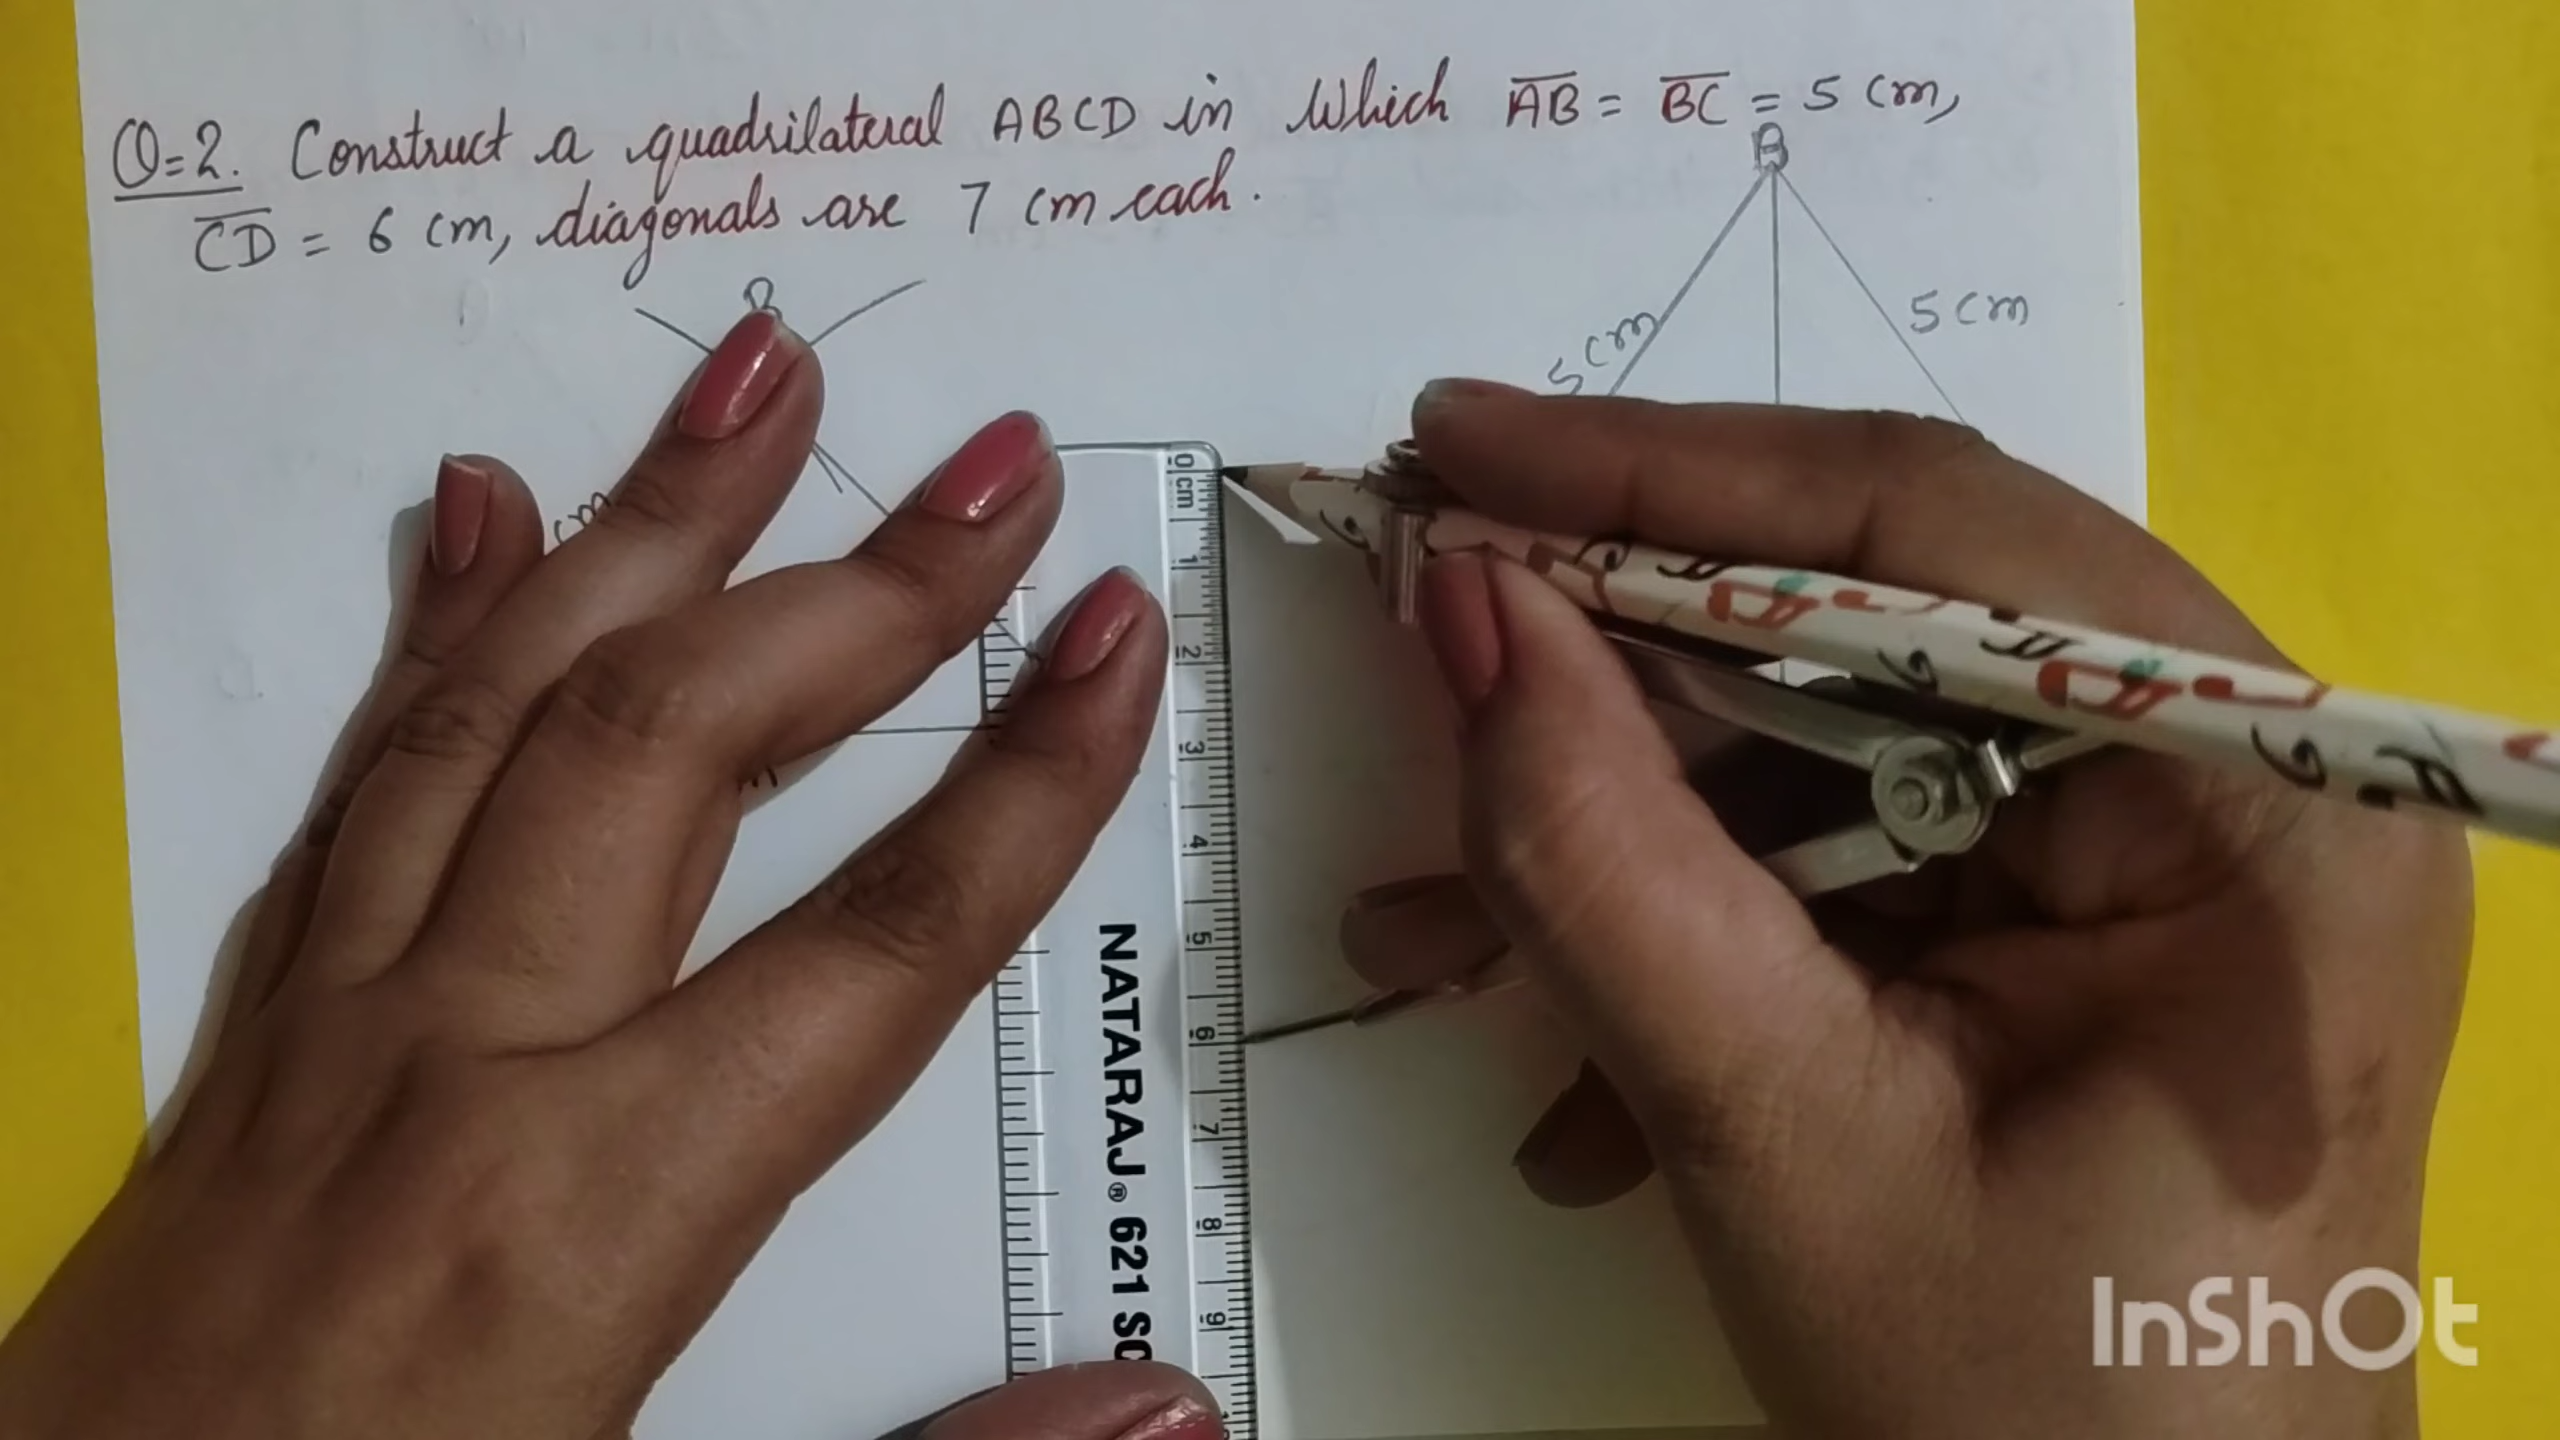 Q=2. Construct a quadrilateral ABCD in which AB = BC = 5 cm,
CD = 6 cm, diagonals are 7 cm each.
B
5 cm
5 cm
B
cm
0 cm 1 2 3 4 5 6 7 8 9
NATARAJ® 621
InShOt